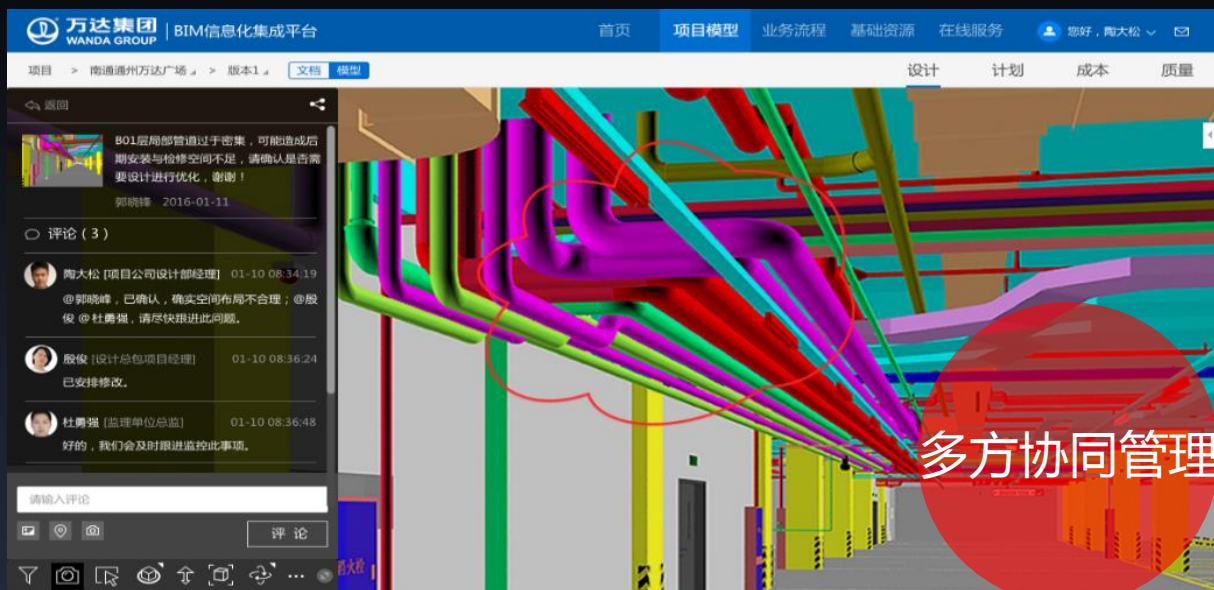 万达集团
WANDA GROUP
BIM信息化集成平台
首页 项目模型 业务流程 基础资源 在线服务 您好，陶大松
项目 > 南通通州万达广场 > 版本1 文档 模型
设计 计划 成本 质量
返回
B01层局部管道过于密集，可能造成后
期安装与检修空间不足，请确认是否需
要设计进行优化，谢谢！
郭晓锋 2016-01-11
评论（3）
陶大松 [项目公司设计部经理] 01-10 08:34:19
@郭晓峰，已确认，确实空间布局不合理；@殷
俊 @杜勇强，请尽快跟进此问题。
殷俊 [设计总包项目经理] 01-10 08:36:24
已安排修改。
杜勇强 [监理单位总监] 01-10 08:36:48
好的，我们会及时跟进监控此事项。
请输入评论
评 论
消火栓
多方协同管理